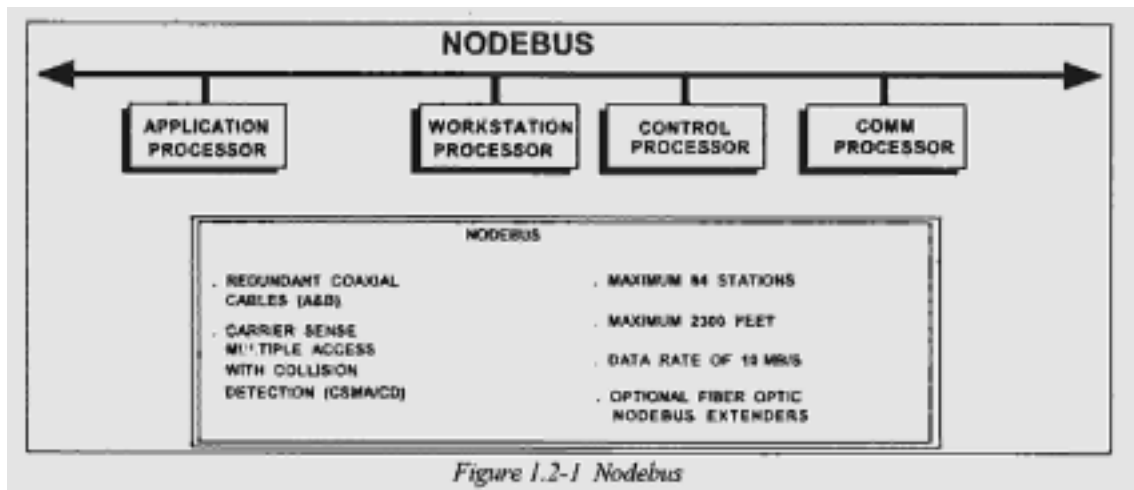 NODEBUS
APPLICATION
PROCESSOR
WORKSTATION
PROCESSOR
CONTROL
PROCESSOR
COMM
PROCESSOR
NODEBUS
. REDUNDANT COAXIAL
CABLES (A&B)
. CARRIER SENSE
MULTIPLE ACCESS
WITH COLLISION
DETECTION (CSMA/CD)
. MAXIMUM 64 STATIONS
. MAXIMUM 2300 FEET
. DATA RATE OF 10 MB/S
. OPTIONAL FIBER OPTIC
NODEBUS EXTENDERS
Figure 1.2-1 Nodebus